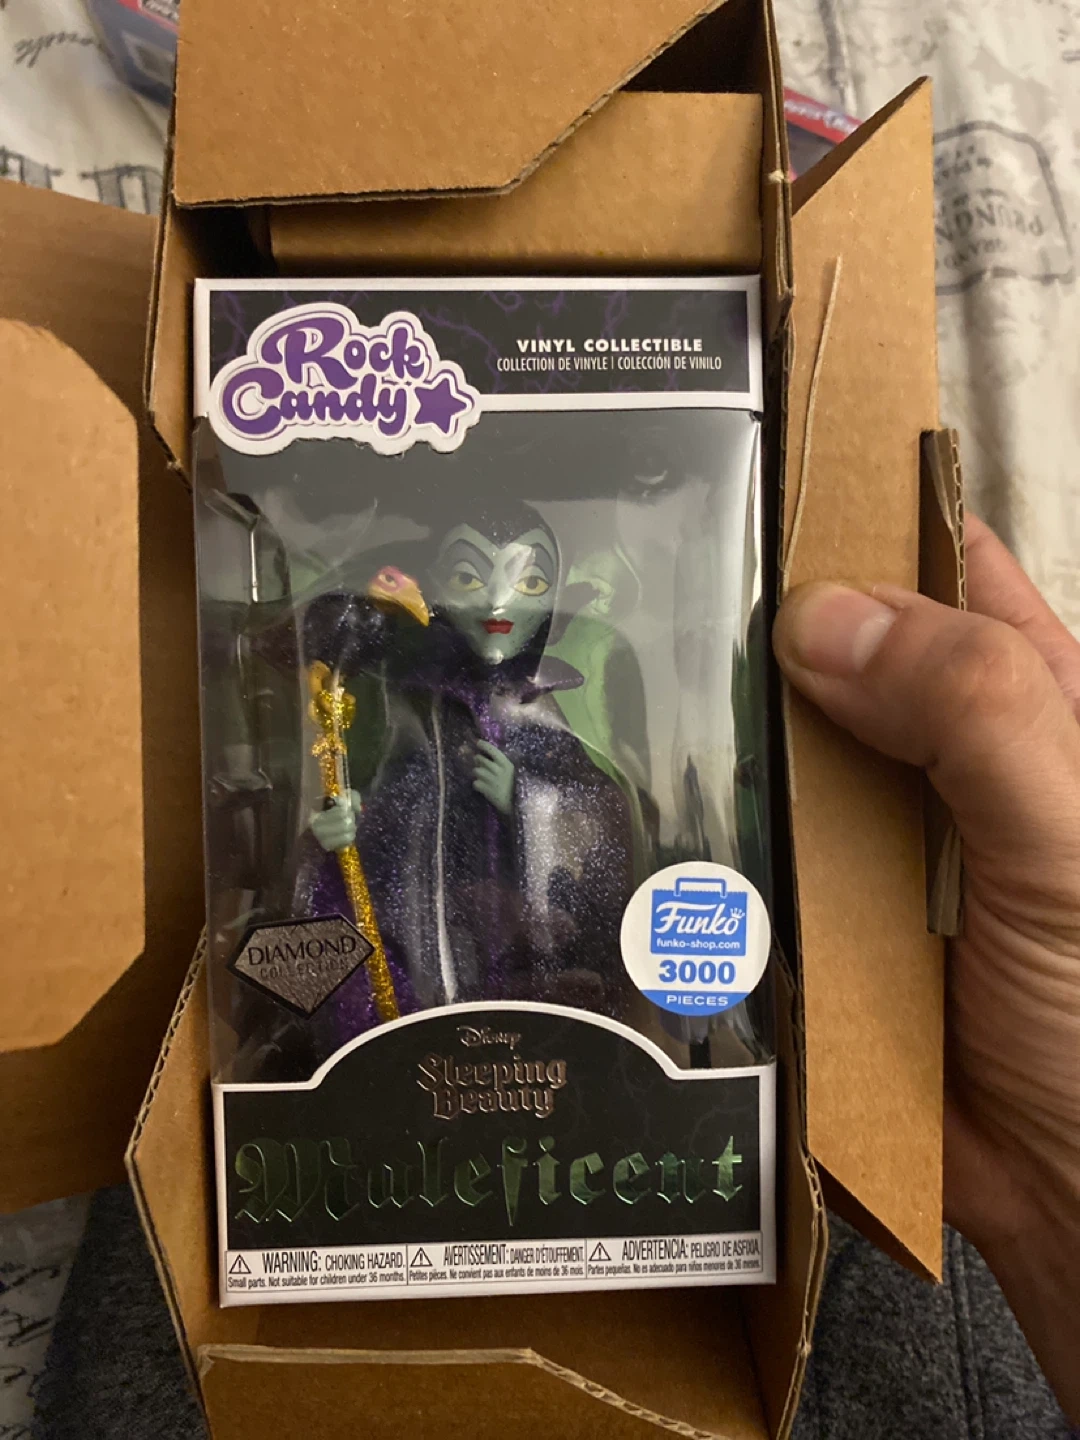 Rock
Candy
VINYL COLLECTIBLE
COLLECTION DE VINYLE | COLECCIÓN DE VINILO
DIAMOND
COLLECTION
Funko
funko-shop.com
3000
PIECES
Disney
Sleeping
Beauty
Maleficent
WARNING: CHOKING HAZARD.
Small parts. Not suitable for children under 36 months.
AVERTISSEMENT: DANGER D'ÉTOUFFEMENT.
Petites pièces. Ne convient pas aux enfants de moins de 36 mois.
ADVERTENCIA: PELIGRO DE ASFIXIA.
Partes pequeñas. No es adecuado para niños menores de 36 meses.